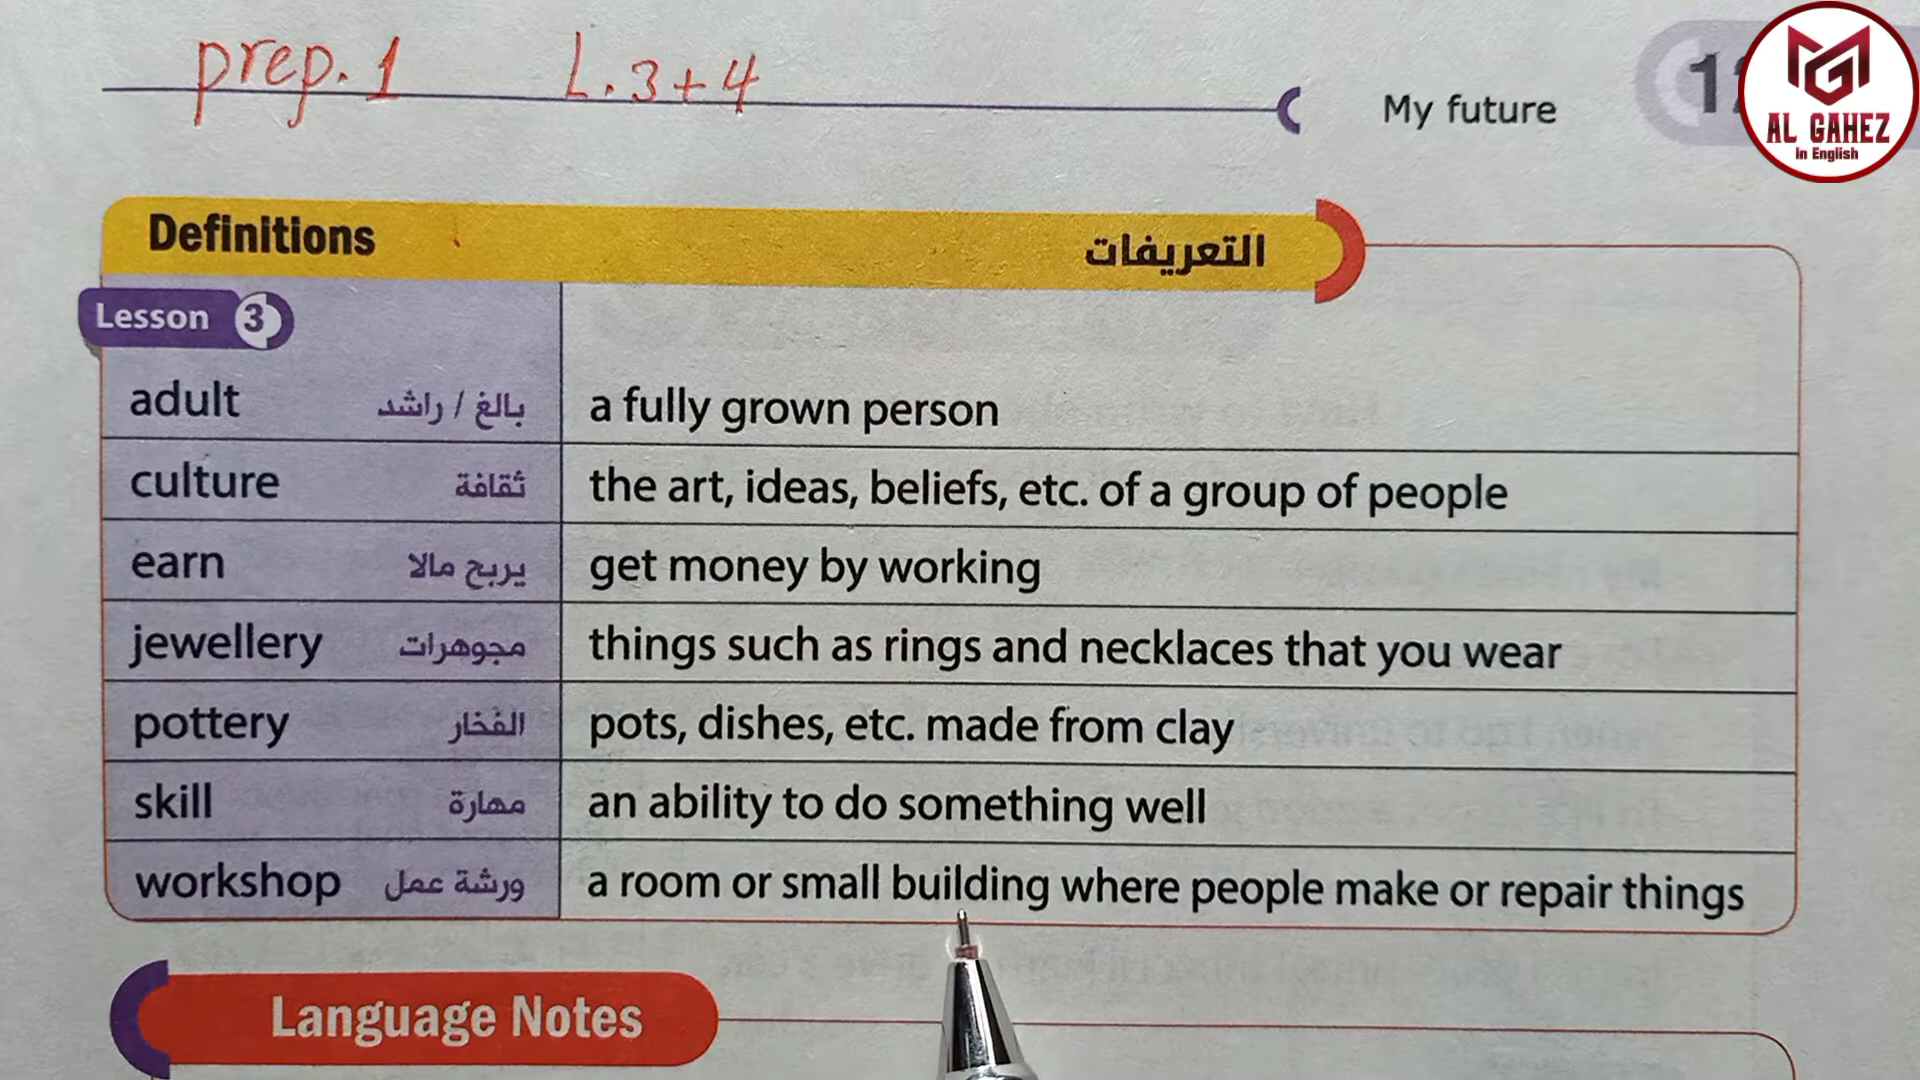 prep. 1 L. 3 + 4
My future
AL GAHEZ
in English
Definitions التعريفات
Lesson 3
adult بالغ / راشد a fully grown person
culture ثقافة the art, ideas, beliefs, etc. of a group of people
earn يربح مالا get money by working
jewellery مجوهرات things such as rings and necklaces that you wear
pottery الفخار pots, dishes, etc. made from clay
skill مهارة an ability to do something well
workshop ورشة عمل a room or small building where people make or repair things
Language Notes